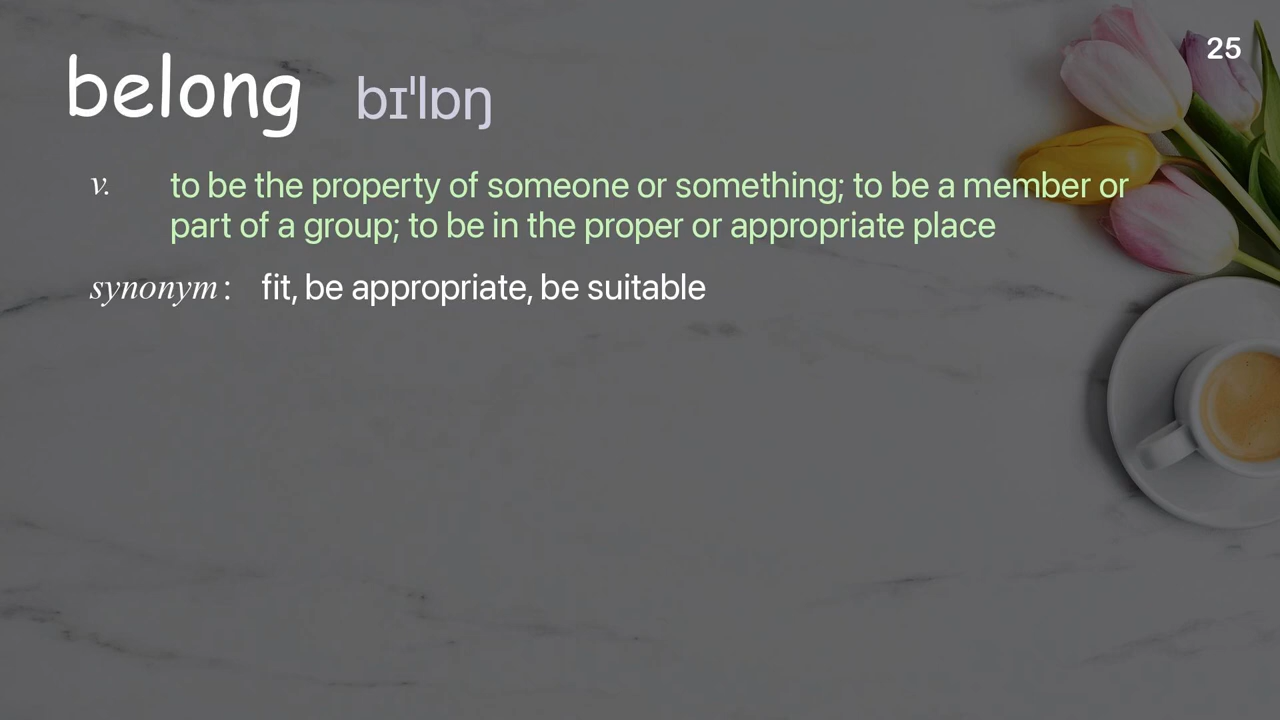 25
belong bɪˈlɒŋ
v. to be the property of someone or something; to be a member or
part of a group; to be in the proper or appropriate place
synonym : fit, be appropriate, be suitable